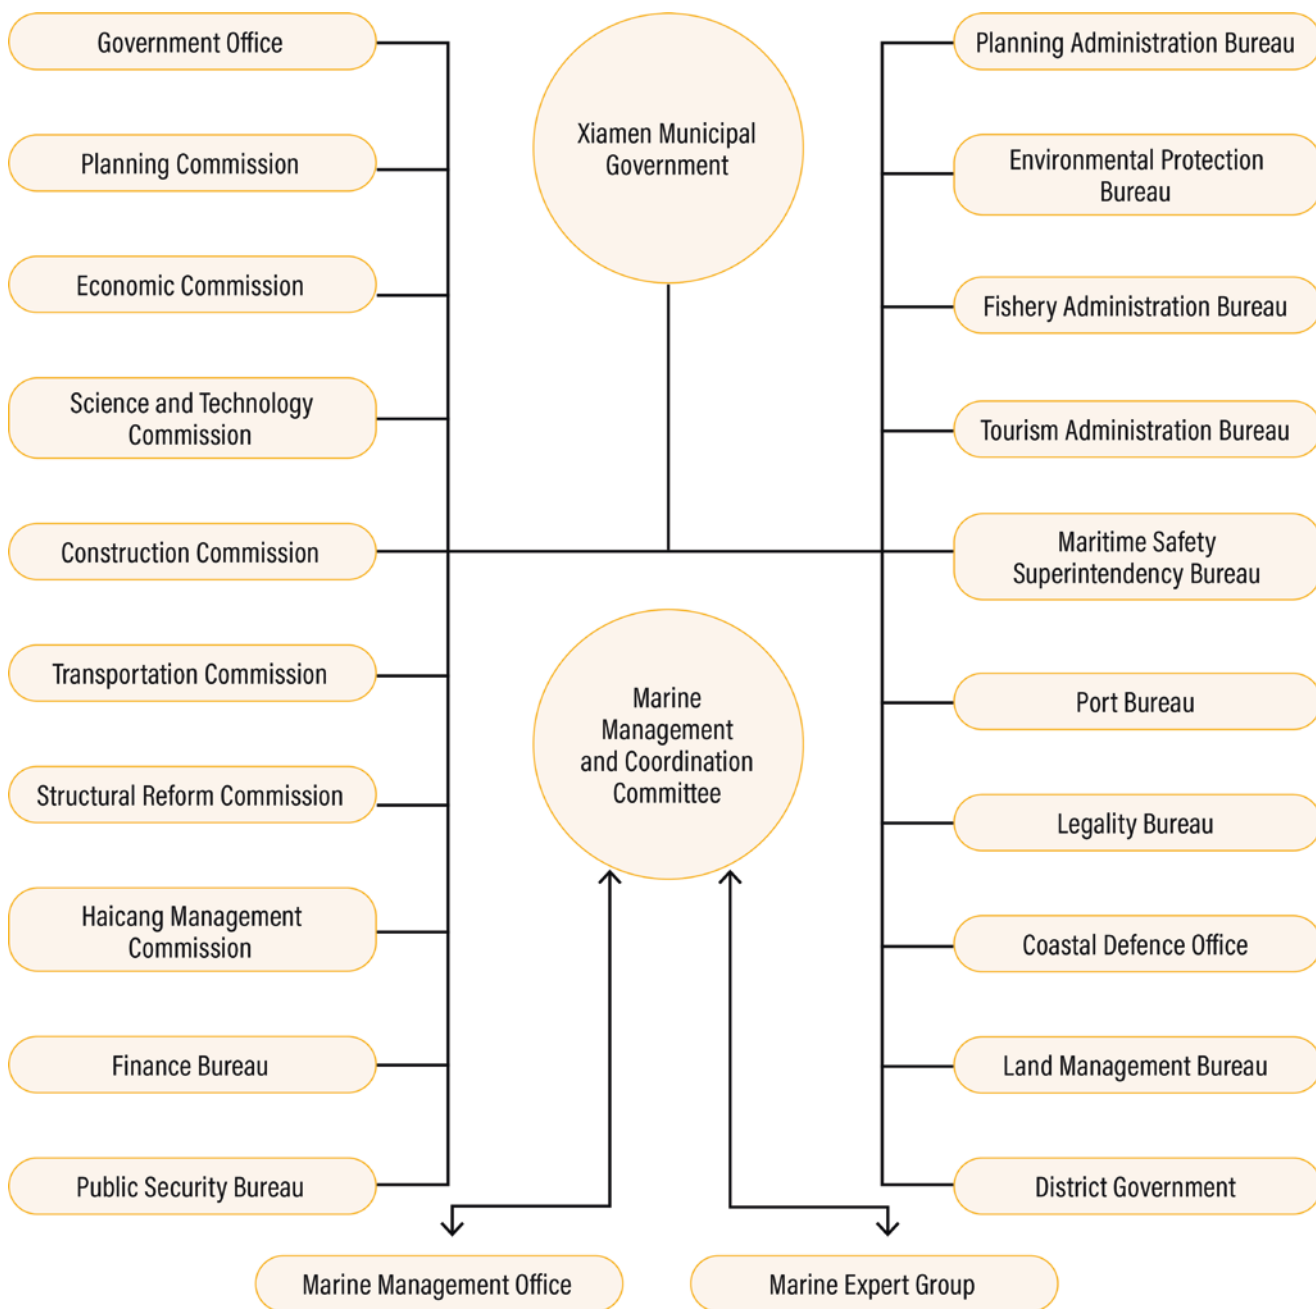 Government Office
Planning Commission
Economic Commission
Science and Technology
Commission
Construction Commission
Transportation Commission
Structural Reform Commission
Haicang Management
Commission
Finance Bureau
Public Security Bureau
Xiamen Municipal
Government
Marine
Management
and Coordination
Committee
Planning Administration Bureau
Environmental Protection
Bureau
Fishery Administration Bureau
Tourism Administration Bureau
Maritime Safety
Superintendency Bureau
Port Bureau
Legality Bureau
Coastal Defence Office
Land Management Bureau
District Government
Marine Management Office
Marine Expert Group